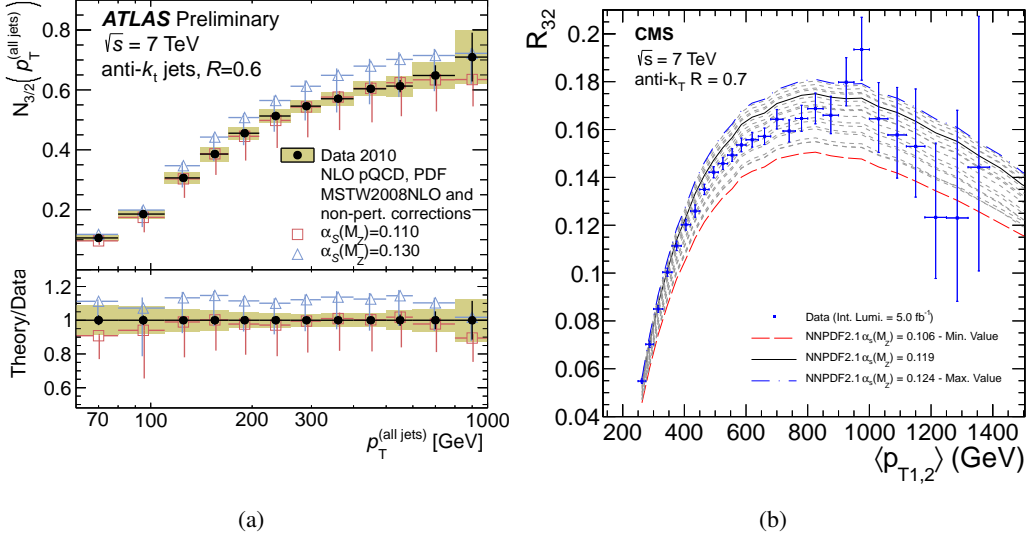 ATLAS Preliminary
√s = 7 TeV
anti-kt jets, R=0.6
N3/2(pT(all jets))
0.8
0.6
0.4
0.2
Data 2010
NLO pQCD, PDF
MSTW2008NLO and
non-pert. corrections
αS(MZ)=0.110
αS(MZ)=0.130
Theory/Data
1.2
1
0.8
0.6
70 100 200 300 1000
pT(all jets) [GeV]
(a)
R32
0.2
0.18
0.16
0.14
0.12
0.1
0.08
0.06
0.04
CMS
√s = 7 TeV
anti-kT R = 0.7
Data (Int. Lumi. = 5.0 fb-1)
NNPDF2.1 αs(MZ) = 0.106 - Min. Value
NNPDF2.1 αs(MZ) = 0.119
NNPDF2.1 αs(MZ) = 0.124 - Max. Value
200 400 600 800 1000 1200 1400
⟨pT1,2⟩ (GeV)
(b)